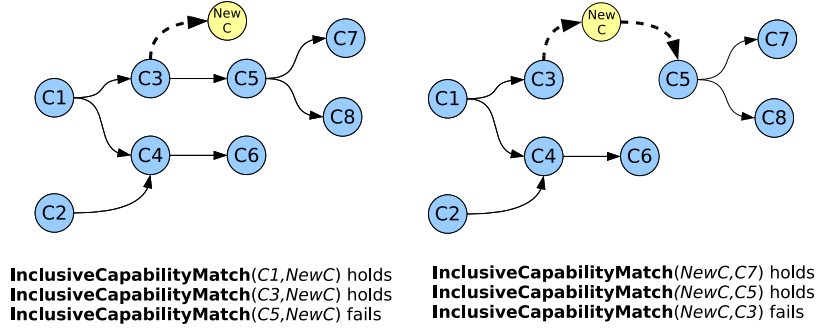 New
C
C3
C5
C7
C1
C8
C4
C6
C2
InclusiveCapabilityMatch(C1,NewC) holds
InclusiveCapabilityMatch(C3,NewC) holds
InclusiveCapabilityMatch(C5,NewC) fails
New
C
C7
C3
C5
C1
C8
C4
C6
C2
InclusiveCapabilityMatch(NewC,C7) holds
InclusiveCapabilityMatch(NewC,C5) holds
InclusiveCapabilityMatch(NewC,C3) fails